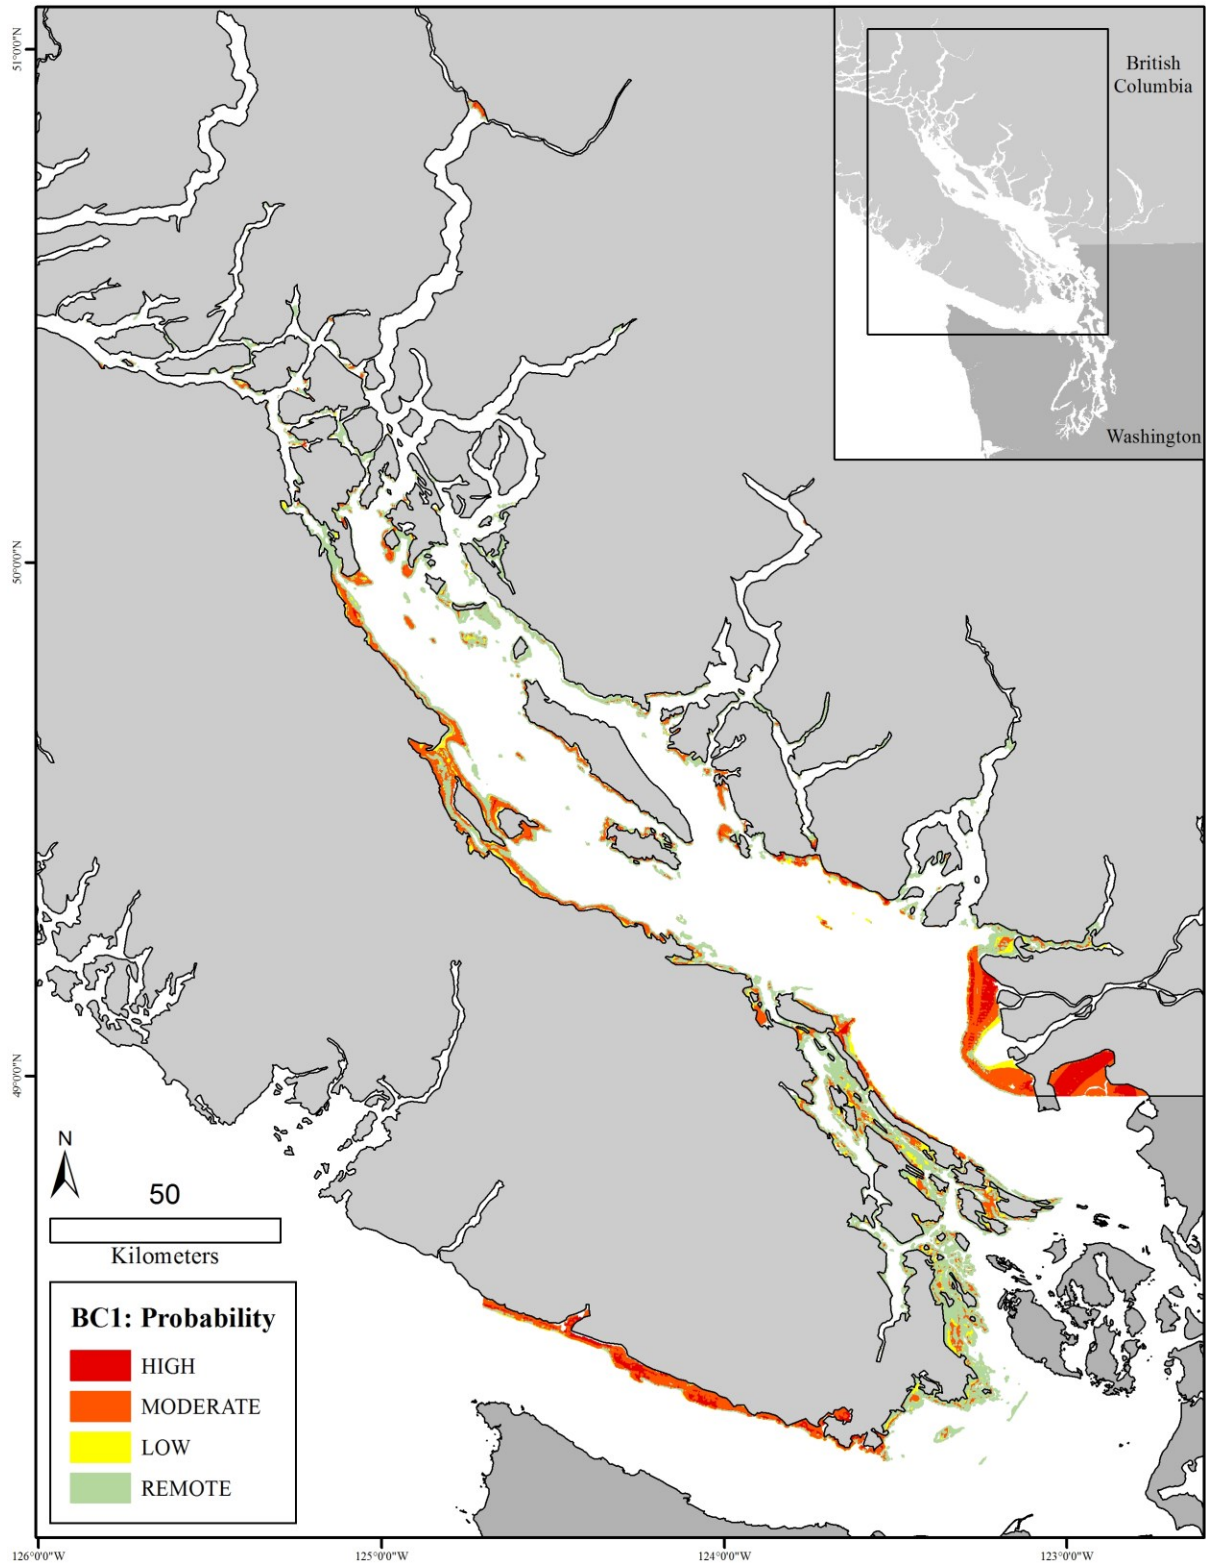 51°0'0"N
British
Columbia
Washington
50°0'0"N
49°0'0"N
N
50
Kilometers
BC1: Probability
HIGH
MODERATE
LOW
REMOTE
126°0'0"W
125°0'0"W
124°0'0"W
123°0'0"W